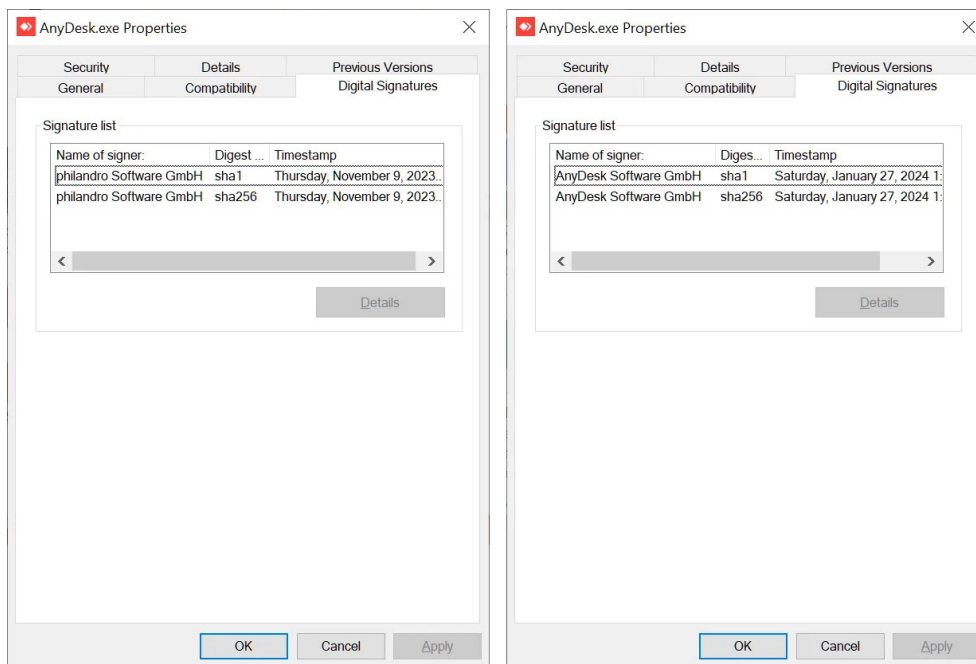 AnyDesk.exe Properties
Security Details Previous Versions
General Compatibility Digital Signatures
Signature list
Name of signer: Digest ... Timestamp
philandro Software GmbH sha1 Thursday, November 9, 2023..
philandro Software GmbH sha256 Thursday, November 9, 2023..
Details
OK Cancel Apply
AnyDesk.exe Properties
Security Details Previous Versions
General Compatibility Digital Signatures
Signature list
Name of signer: Diges... Timestamp
AnyDesk Software GmbH sha1 Saturday, January 27, 2024 1:
AnyDesk Software GmbH sha256 Saturday, January 27, 2024 1:
Details
OK Cancel Apply